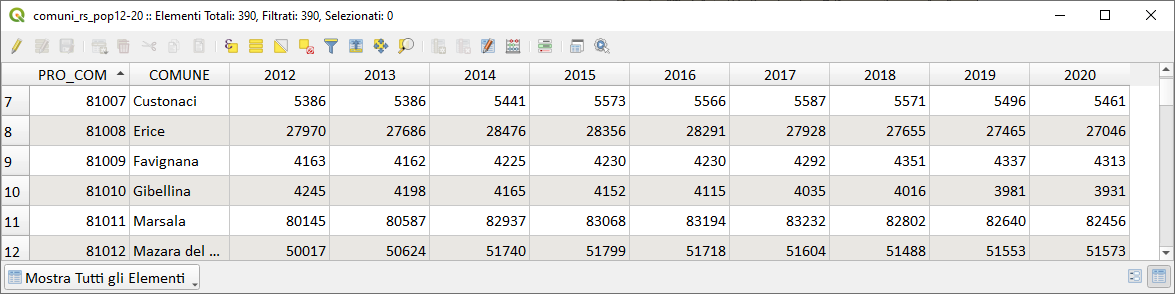 comuni_rs_pop12-20 :: Elementi Totali: 390, Filtrati: 390, Selezionati: 0
PRO_COM COMUNE 2012 2013 2014 2015 2016 2017 2018 2019 2020
7 81007 Custonaci 5386 5386 5441 5573 5566 5587 5571 5496 5461
8 81008 Erice 27970 27686 28476 28356 28291 27928 27655 27465 27046
9 81009 Favignana 4163 4162 4225 4230 4230 4292 4351 4337 4313
10 81010 Gibellina 4245 4198 4165 4152 4115 4035 4016 3981 3931
11 81011 Marsala 80145 80587 82937 83068 83194 83232 82802 82640 82456
12 81012 Mazara del ... 50017 50624 51740 51799 51718 51604 51488 51553 51573
Mostra Tutti gli Elementi